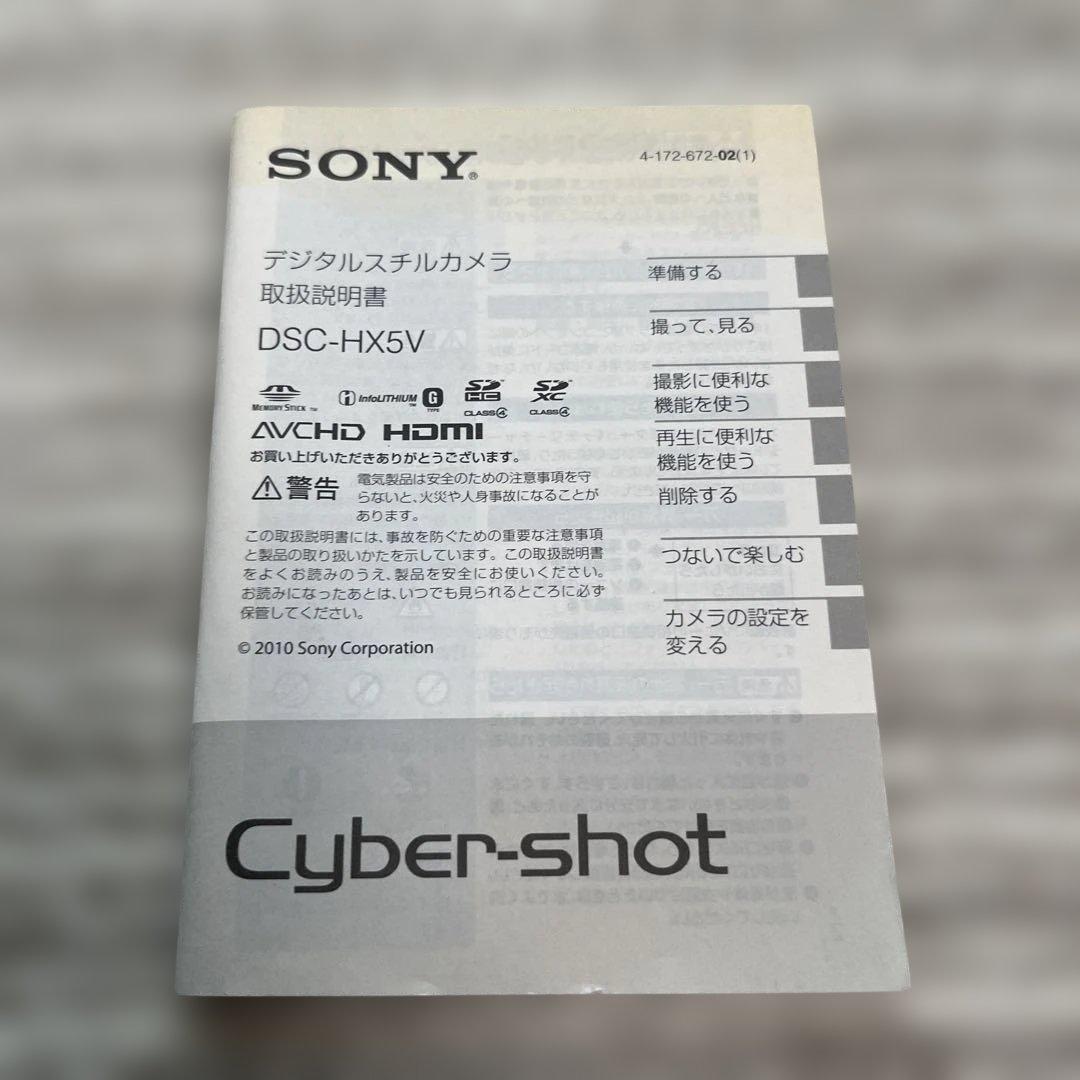 SONY®
4-172-672-02(1)
デジタルスチルカメラ
取扱説明書
DSC-HX5V
MEMORY STICK ™
InfoLITHIUM ™ G TYPE
SD HC CLASS4
SD XC CLASS4
AVCHD HDMI
お買い上げいただきありがとうございます。
警告
電気製品は安全のための注意事項を守
らないと、火災や人身事故になることが
あります。
この取扱説明書には、事故を防ぐための重要な注意事項
と製品の取り扱いかたを示しています。この取扱説明書
をよくお読みのうえ、製品を安全にお使いください。
お読みになったあとは、いつでも見られるところに必ず
保管してください。
© 2010 Sony Corporation
準備する
撮って、見る
撮影に便利な
機能を使う
再生に便利な
機能を使う
削除する
つないで楽しむ
カメラの設定を
変える
Cyber-shot